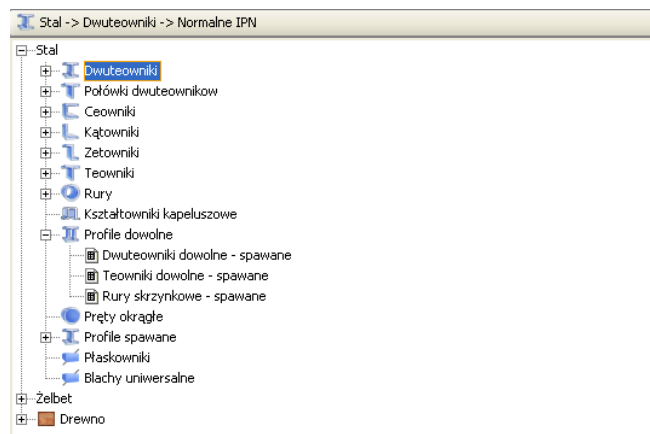 Stal -> Dwuteowniki -> Normalne IPN
Stal
Dwuteowniki
Połówki dwuteownikow
Ceowniki
Kątowniki
Zetowniki
Teowniki
Rury
Kształtowniki kapeluszowe
Profile dowolne
Dwuteowniki dowolne - spawane
Teowniki dowolne - spawane
Rury skrzynkowe - spawane
Pręty okrągłe
Profile spawane
Płaskowniki
Blachy uniwersalne
Żelbet
Drewno